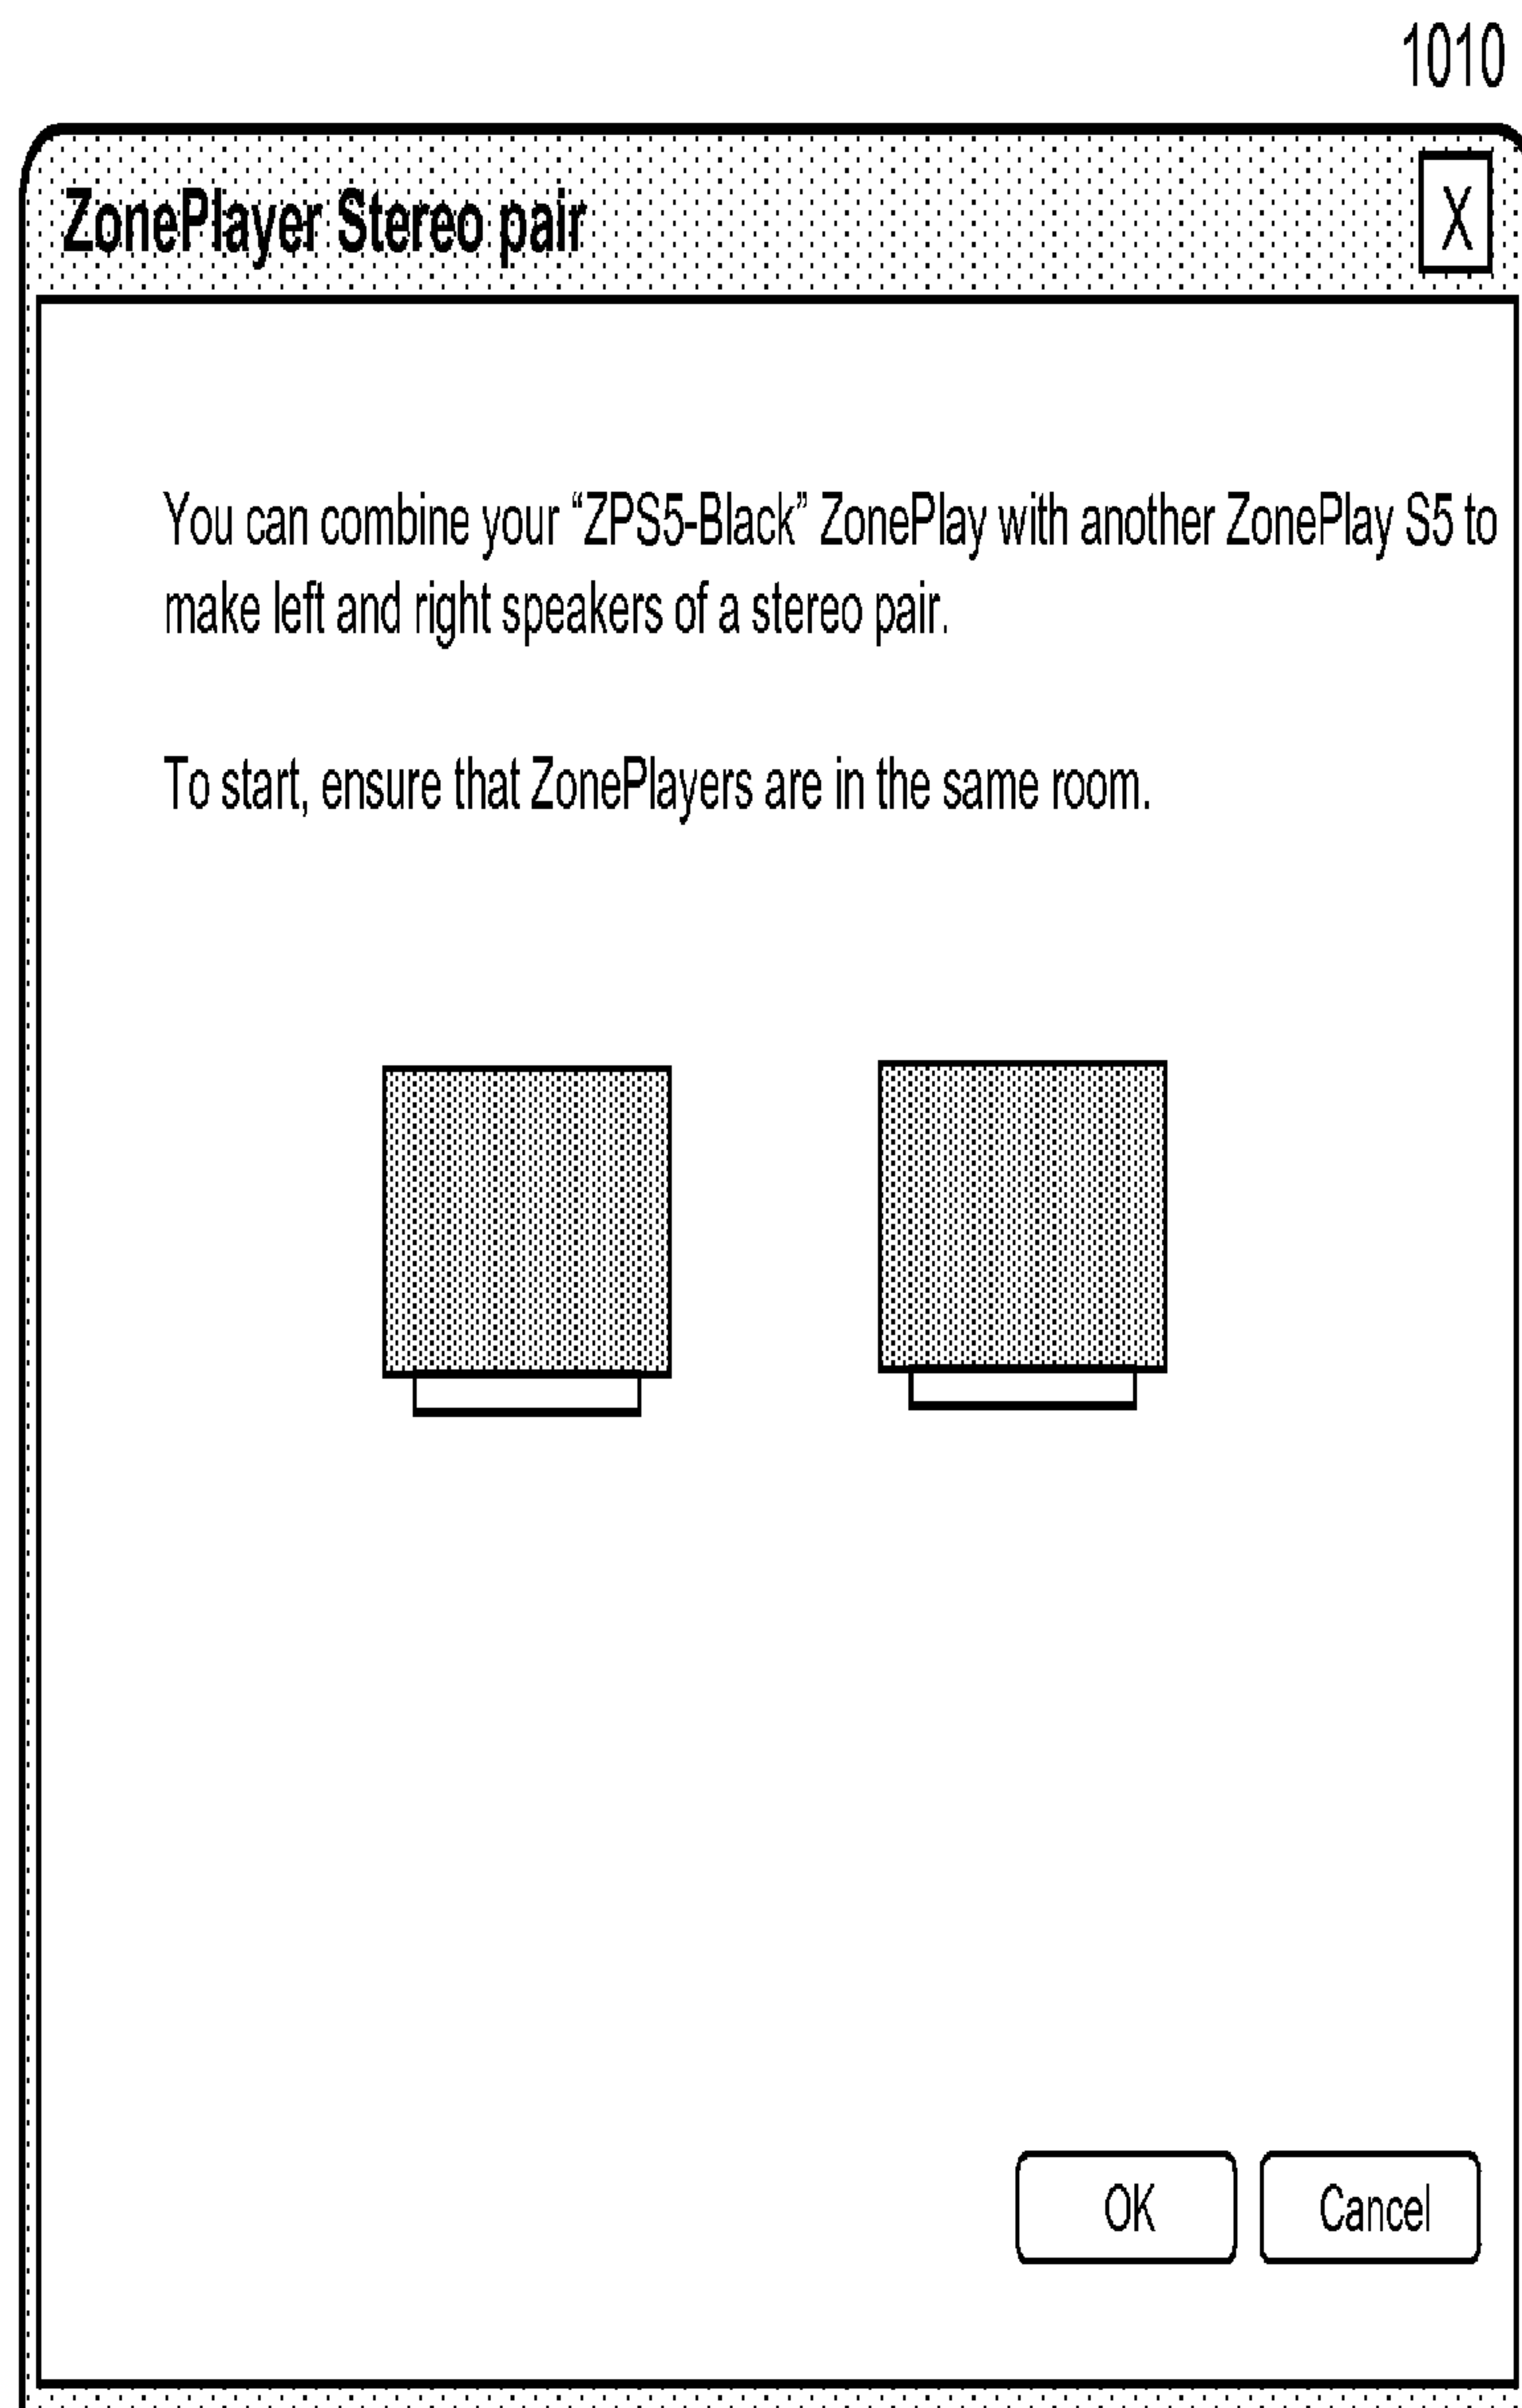 1010
ZonePlayer Stereo pair
X
You can combine your “ZPS5-Black” ZonePlay with another ZonePlay S5 to
make left and right speakers of a stereo pair.
To start, ensure that ZonePlayers are in the same room.
OK
Cancel